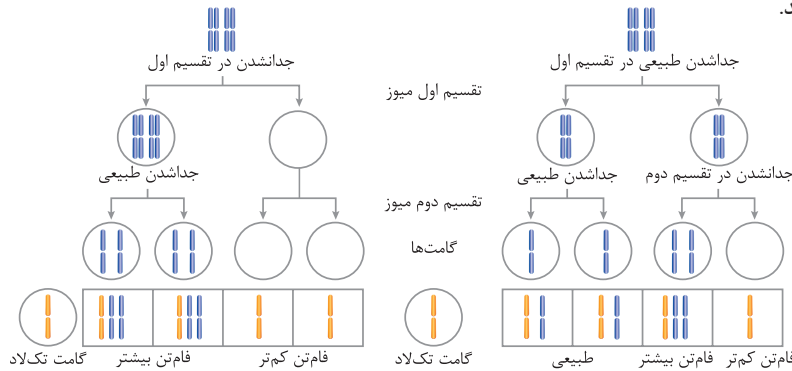 د.
جداشدن طبیعی در تقسیم اول
جدانشدن در تقسیم اول
تقسیم اول میوز
جدانشدن در تقسیم دوم
جداشدن طبیعی
جداشدن طبیعی
تقسیم دوم میوز
گامت‌ها
فام‌تن کم‌تر
فام‌تن بیشتر
طبیعی
گامت تک‌لاد
فام‌تن کم‌تر
فام‌تن بیشتر
گامت تک‌لاد